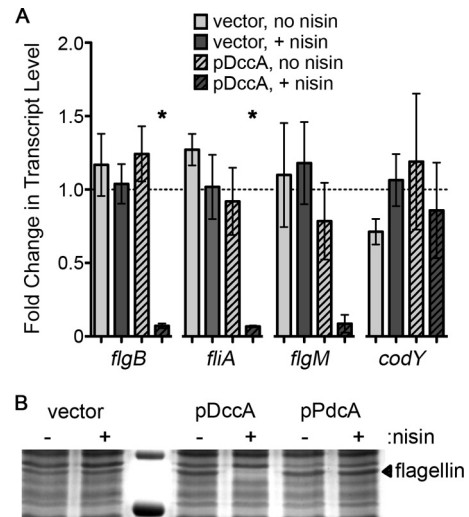 A
vector, no nisin
vector, + nisin
pDccA, no nisin
pDccA, + nisin
Fold Change in Transcript Level
2.0
1.5
1.0
0.5
0
*
*
flgB
fliA
flgM
codY
B
vector
pDccA
pPdcA
- + - + - + :nisin
flagellin